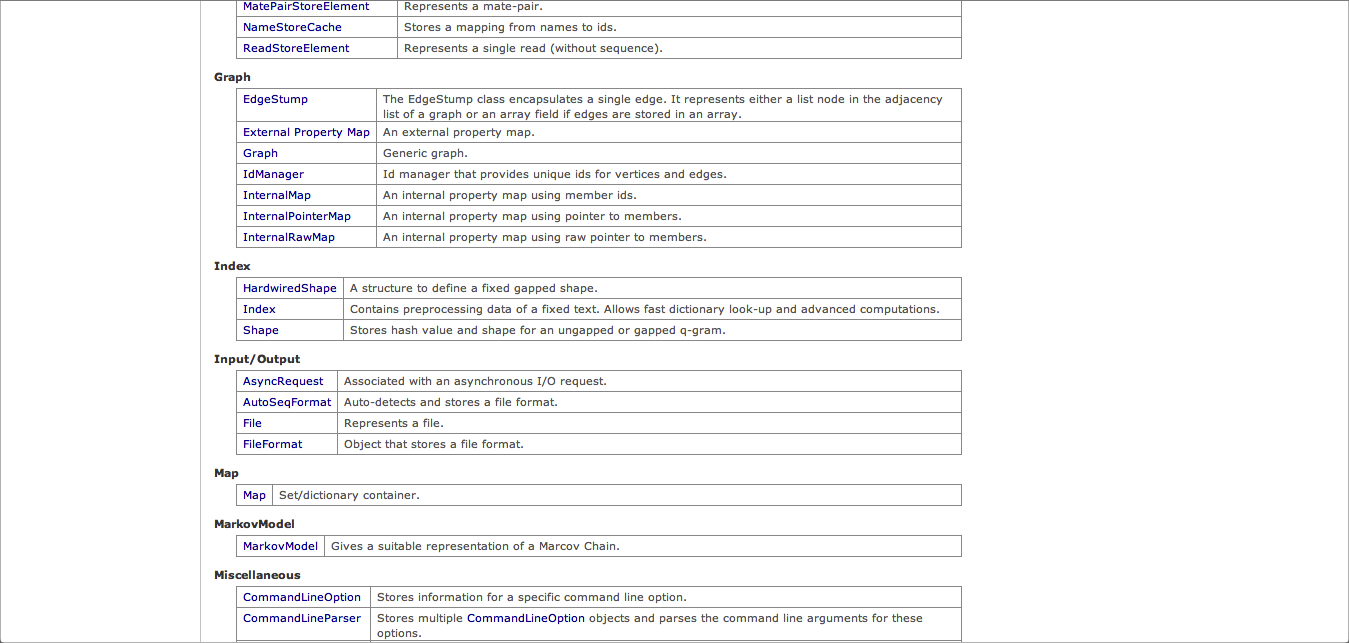 MatePairStoreElement Represents a mate-pair.
NameStoreCache Stores a mapping from names to ids.
ReadStoreElement Represents a single read (without sequence).
Graph
EdgeStump The EdgeStump class encapsulates a single edge. It represents either a list node in the adjacency
list of a graph or an array field if edges are stored in an array.
External Property Map An external property map.
Graph Generic graph.
IdManager Id manager that provides unique ids for vertices and edges.
InternalMap An internal property map using member ids.
InternalPointerMap An internal property map using pointer to members.
InternalRawMap An internal property map using raw pointer to members.
Index
HardwiredShape A structure to define a fixed gapped shape.
Index Contains preprocessing data of a fixed text. Allows fast dictionary look-up and advanced computations.
Shape Stores hash value and shape for an ungapped or gapped q-gram.
Input/Output
AsyncRequest Associated with an asynchronous I/O request.
AutoSeqFormat Auto-detects and stores a file format.
File Represents a file.
FileFormat Object that stores a file format.
Map
Map Set/dictionary container.
MarkovModel
MarkovModel Gives a suitable representation of a Marcov Chain.
Miscellaneous
CommandLineOption Stores information for a specific command line option.
CommandLineParser Stores multiple CommandLineOption objects and parses the command line arguments for these
options.